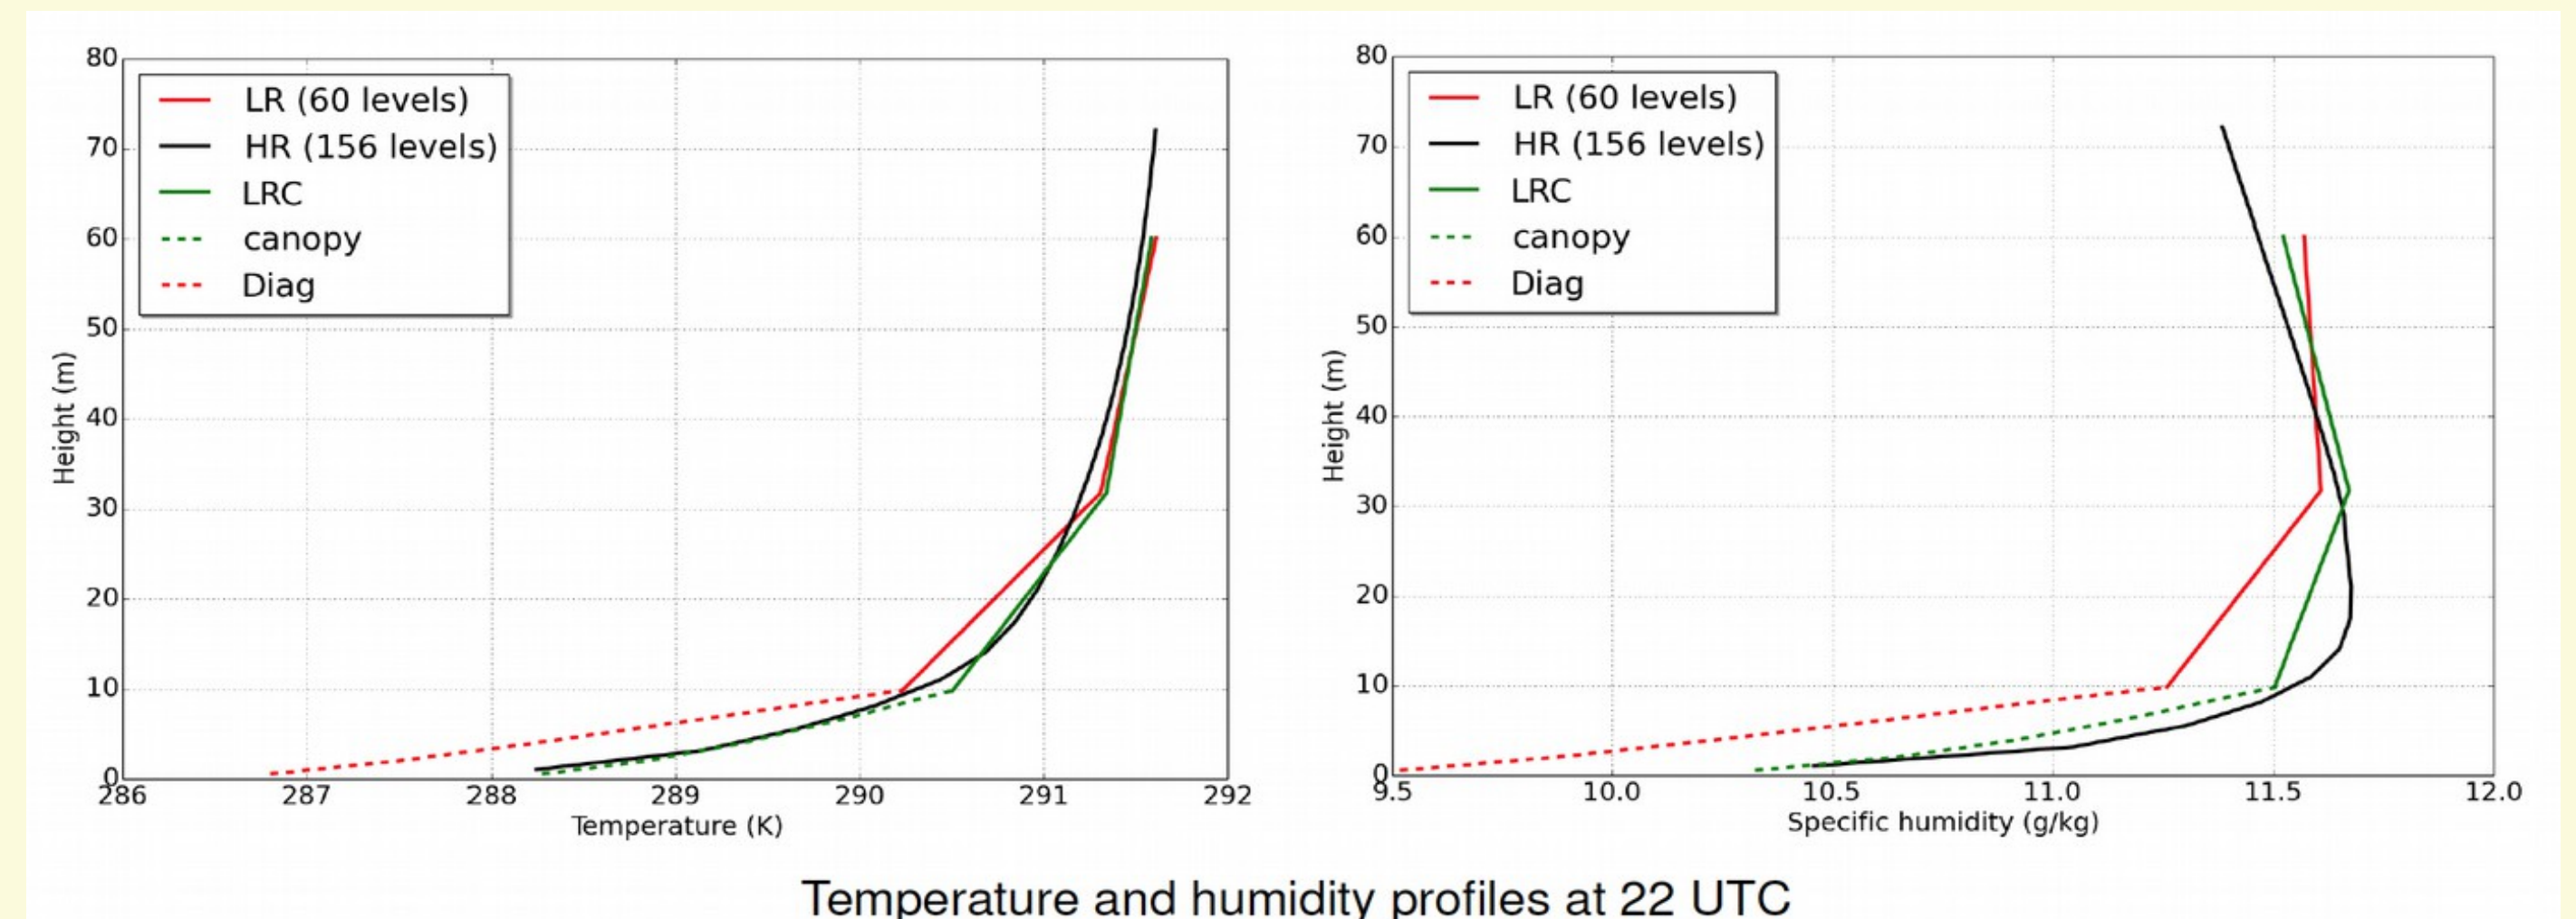 80
70
60
50
40
30
20
10
0
Height (m)
LR (60 levels)
HR (156 levels)
LRC
canopy
Diag
286 287 288 289 290 291 292
Temperature (K)
80
70
60
50
40
30
20
10
0
Height (m)
LR (60 levels)
HR (156 levels)
LRC
canopy
Diag
9.5 10.0 10.5 11.0 11.5 12.0
Specific humidity (g/kg)
Temperature and humidity profiles at 22 UTC